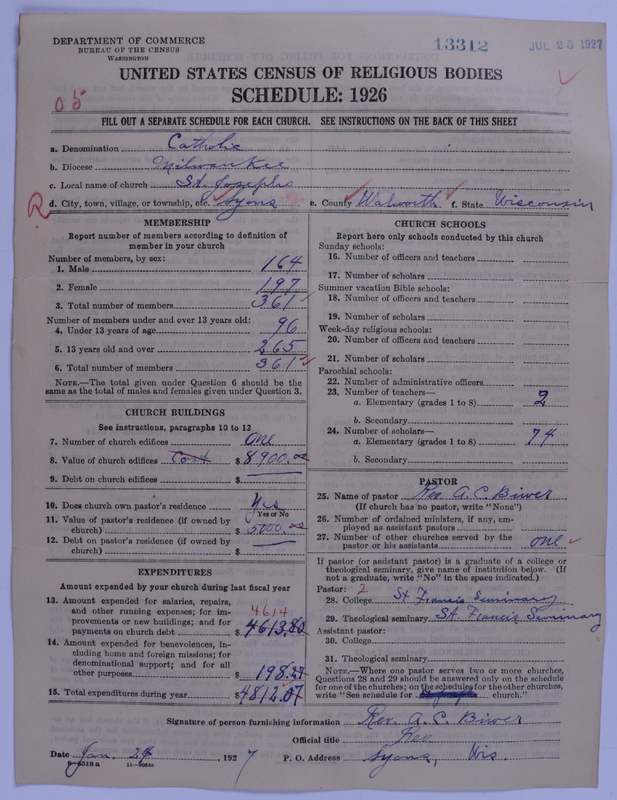 DEPARTMENT OF COMMERCE
BUREAU OF THE CENSUS
WASHINGTON
13312
JUL 25 1927
UNITED STATES CENSUS OF RELIGIOUS BODIES
SCHEDULE: 1926
05
FILL OUT A SEPARATE SCHEDULE FOR EACH CHURCH. SEE INSTRUCTIONS ON THE BACK OF THIS SHEET
a. Denomination Catholic
b. Diocese Milwaukee
c. Local name of church St. Josephs
R d. City, town, village, or township, etc. Lyons e. County Walworth f. State Wisconsin
MEMBERSHIP
Report number of members according to definition of
member in your church
Number of members, by sex:
1. Male 164
2. Female 197
3. Total number of members 361
Number of members under and over 13 years old:
4. Under 13 years of age 96
5. 13 years old and over 265
6. Total number of members 361
NOTE.—The total given under Question 6 should be the
same as the total of males and females given under Question 3.
CHURCH BUILDINGS
See instructions, paragraphs 10 to 12
7. Number of church edifices One
8. Value of church edifices Cost $ 8900.00
9. Debt on church edifices $
10. Does church own pastor's residence Yes
Yes or No
11. Value of pastor's residence (if owned by
church) $ 5000.00
12. Debt on pastor's residence (if owned by
church) $
EXPENDITURES
Amount expended by your church during last fiscal year
13. Amount expended for salaries, repairs,
and other running expenses; for im-
provements or new buildings; and for 4614
payments on church debt $ 4613.80
14. Amount expended for benevolences, in-
cluding home and foreign missions; for
denominational support; and for all
other purposes $ 198.27
15. Total expenditures during year $ 4812.07
CHURCH SCHOOLS
Report here only schools conducted by this church
Sunday schools:
16. Number of officers and teachers
17. Number of scholars
Summer vacation Bible schools:
18. Number of officers and teachers
19. Number of scholars
Week-day religious schools:
20. Number of officers and teachers
21. Number of scholars
Parochial schools:
22. Number of administrative officers
23. Number of teachers—
a. Elementary (grades 1 to 8) 2
b. Secondary
24. Number of scholars—
a. Elementary (grades 1 to 8) 74
b. Secondary
PASTOR
25. Name of pastor Rev. A. C. Biwer
(If church has no pastor, write "None")
26. Number of ordained ministers, if any, em-
ployed as assistant pastors
27. Number of other churches served by the
pastor or his assistants one
If pastor (or assistant pastor) is a graduate of a college or
theological seminary, give name of institution below. (If
not a graduate, write "No" in the space indicated.)
Pastor: 2
28. College St Francis Seminary
29. Theological seminary St. Francis Seminary
Assistant pastor:
30. College
31. Theological seminary
NOTE.—Where one pastor serves two or more churches,
Questions 28 and 29 should be answered only on the schedule
for one of the churches; on the schedules for the other churches,
write "See schedule for church."
Signature of person furnishing information Rev. A. C. Biwer
Official title Rev
Date Jan. 24, 1927 P. O. Address Lyons, Wis.